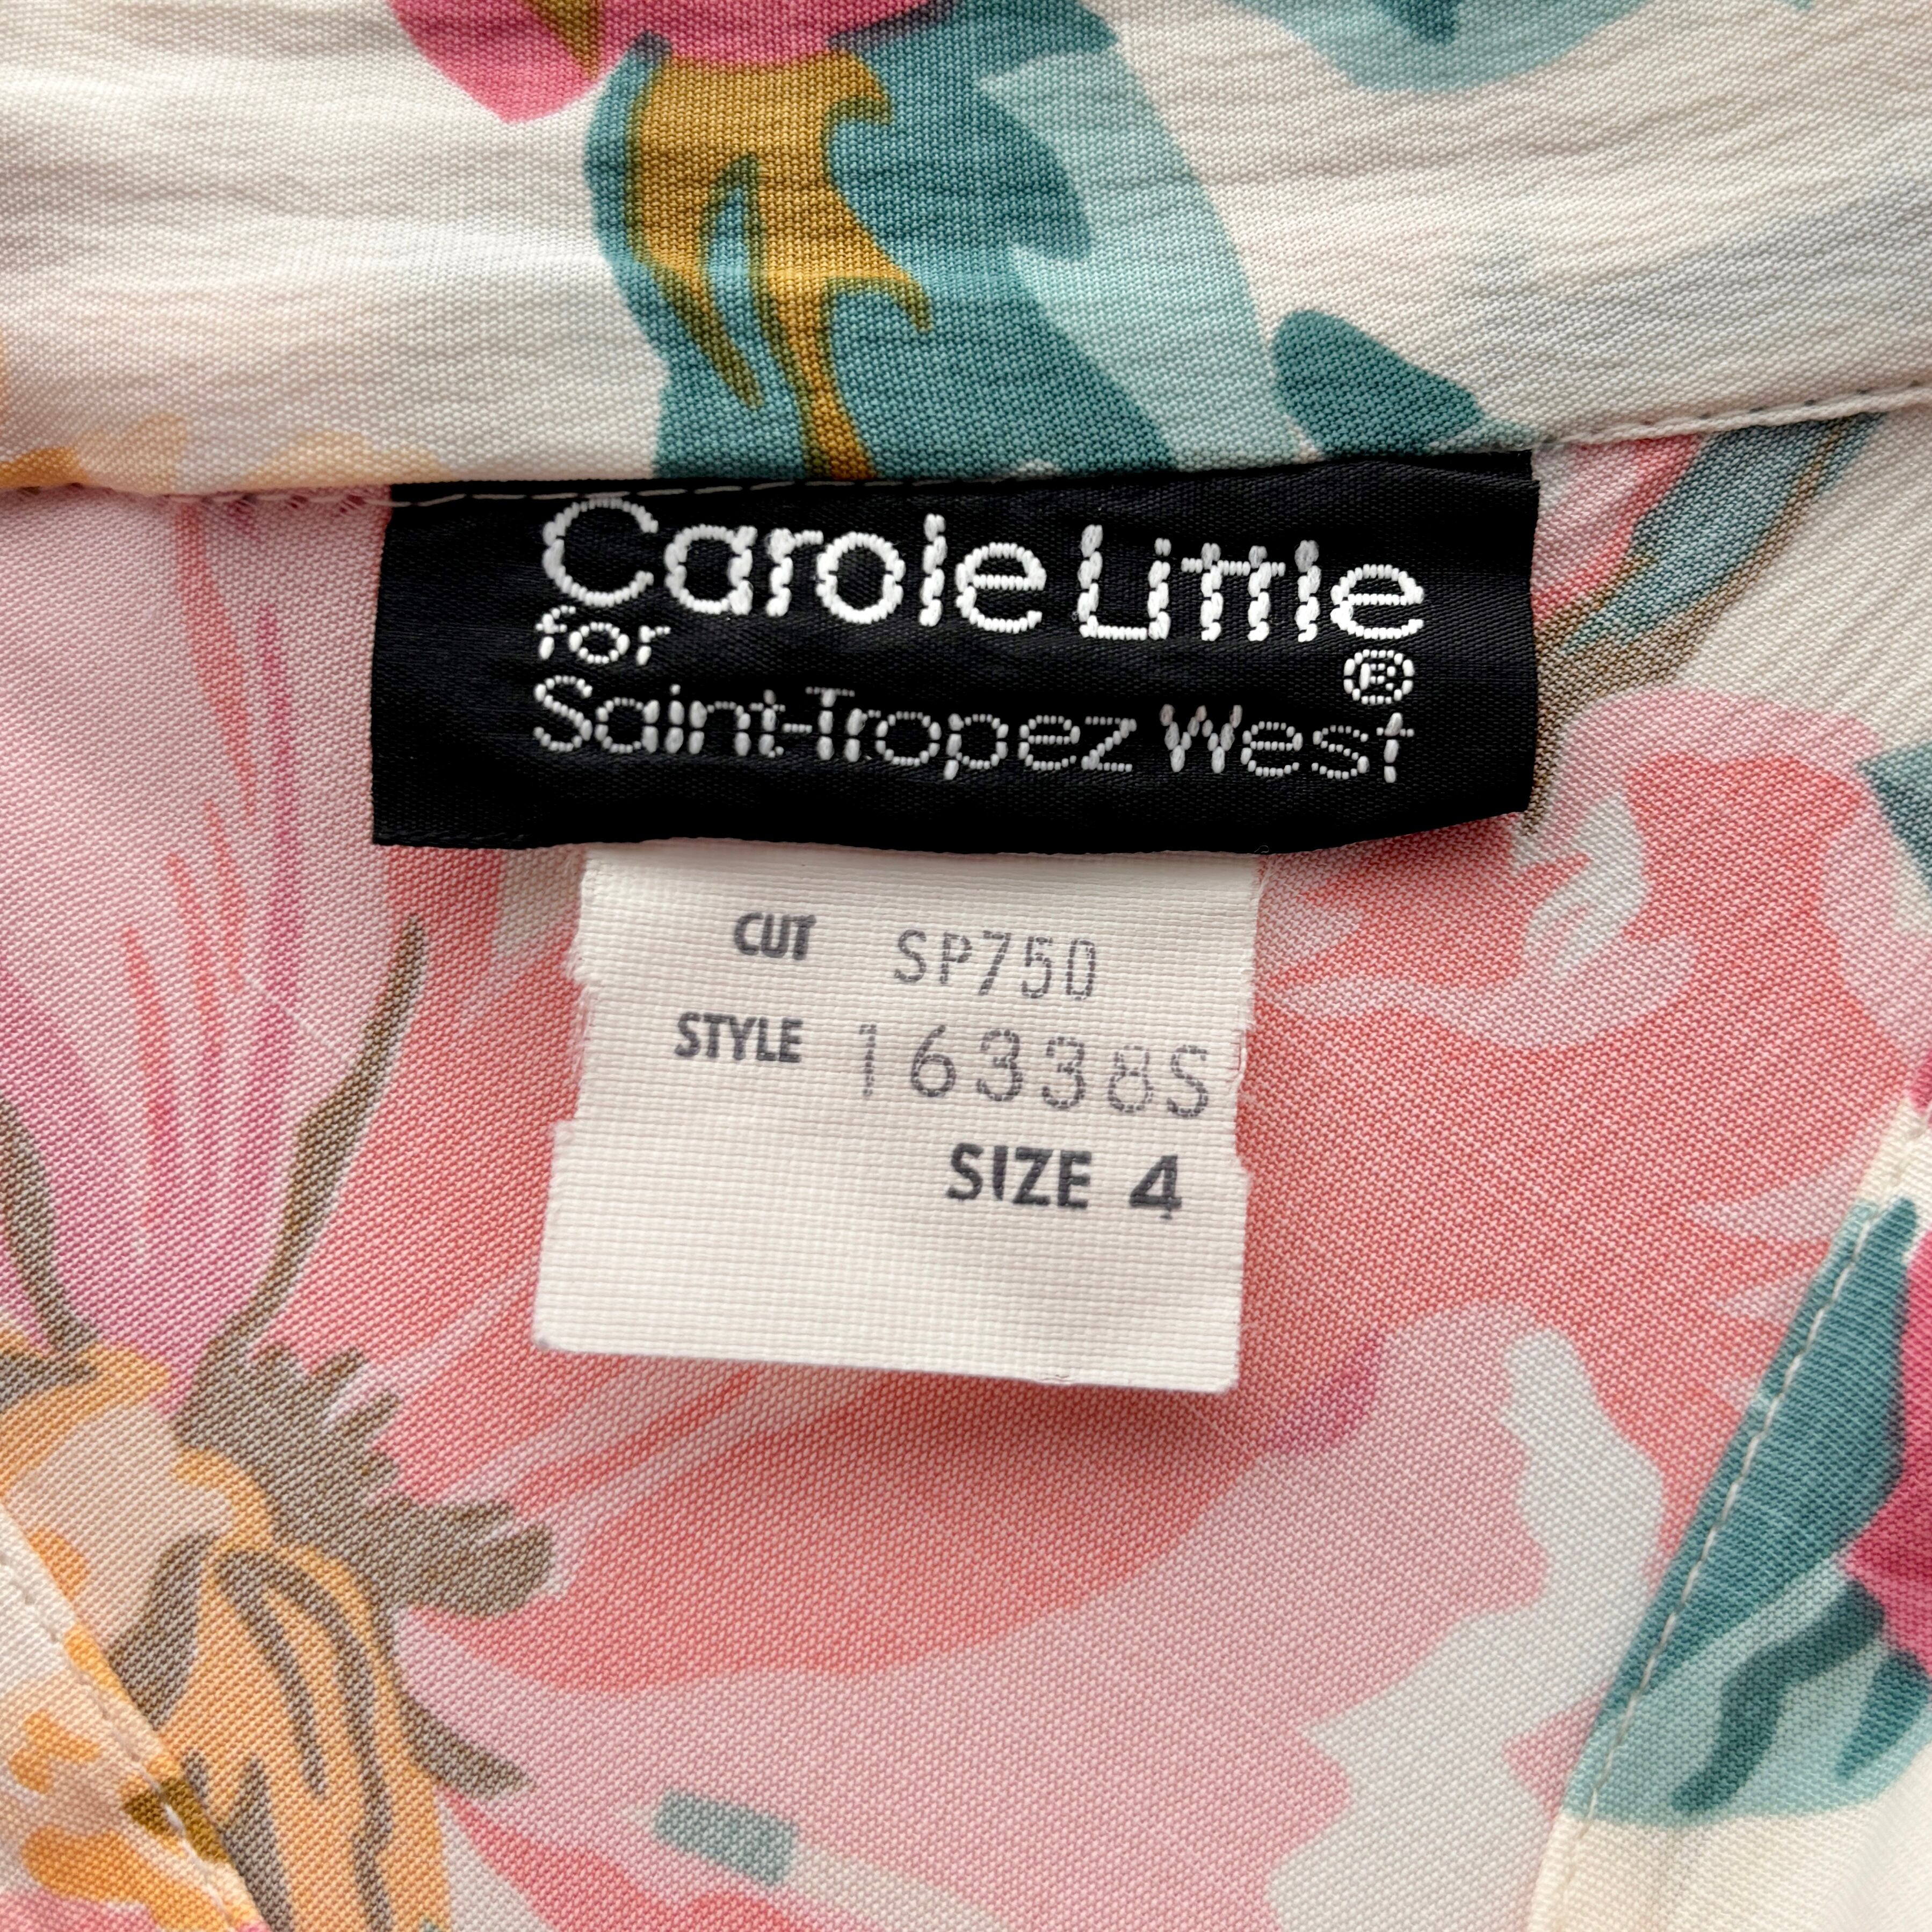 Carole Little
for ®
Saint-Tropez West
CUT SP750
STYLE 16338S
SIZE 4